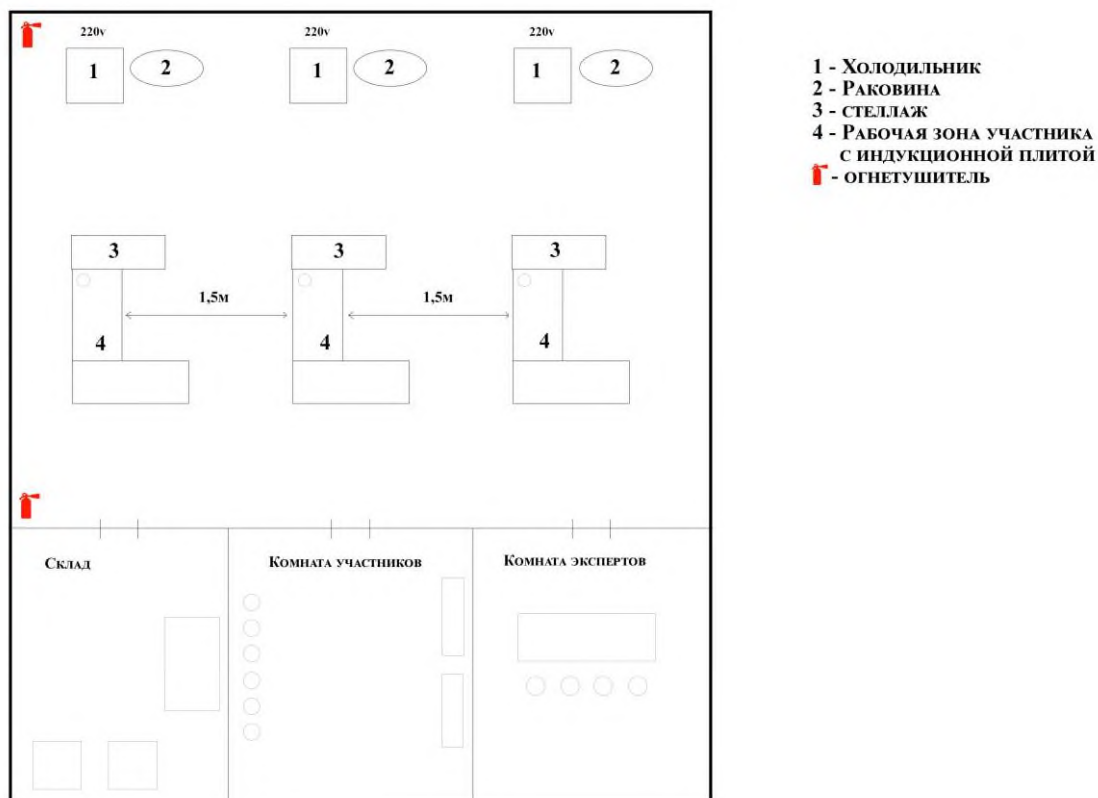 220v
220v
220v
1
2
1
2
1
2
1 - Холодильник
2 - Раковина
3 - стеллаж
4 - Рабочая зона участника
с индукционной плитой
- огнетушитель
3
3
3
1,5м
1,5м
4
4
4
Склад
Комната участников
Комната экспертов